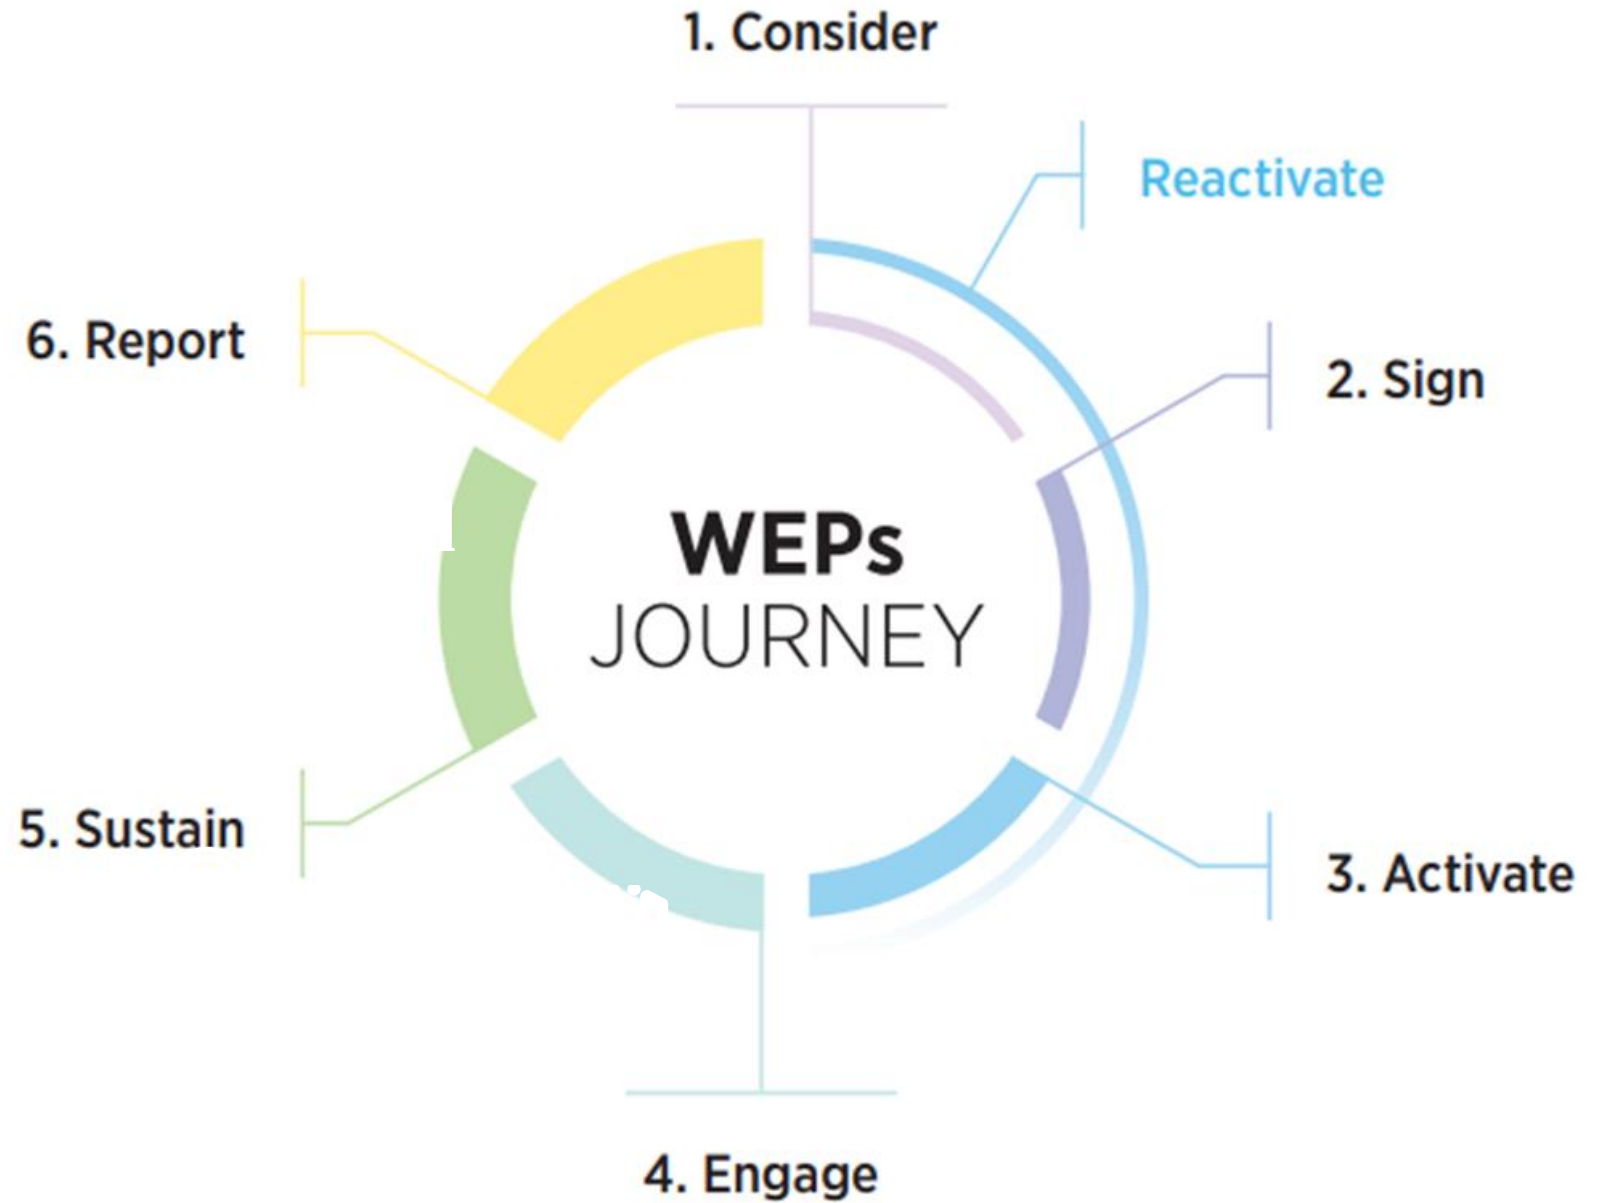 1. Consider
Reactivate
2. Sign
3. Activate
4. Engage
5. Sustain
6. Report
WEPs
JOURNEY